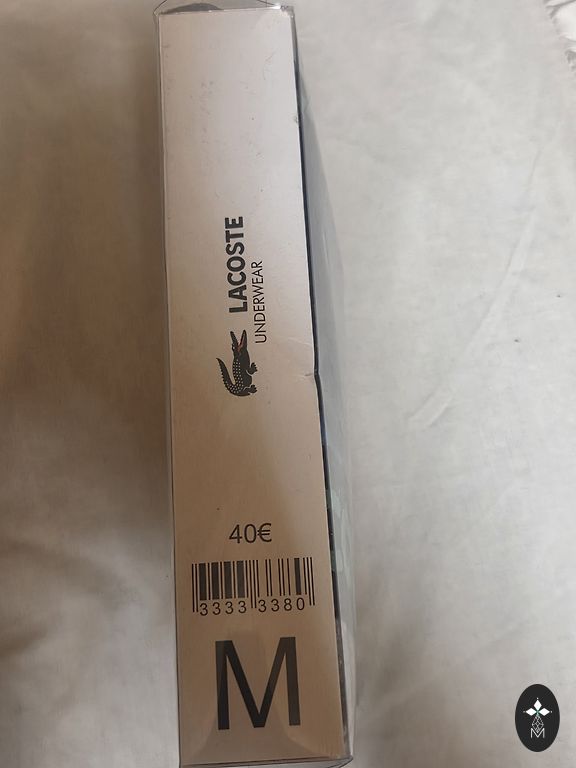 LACOSTE
UNDERWEAR
40€
3333 3380
M
M